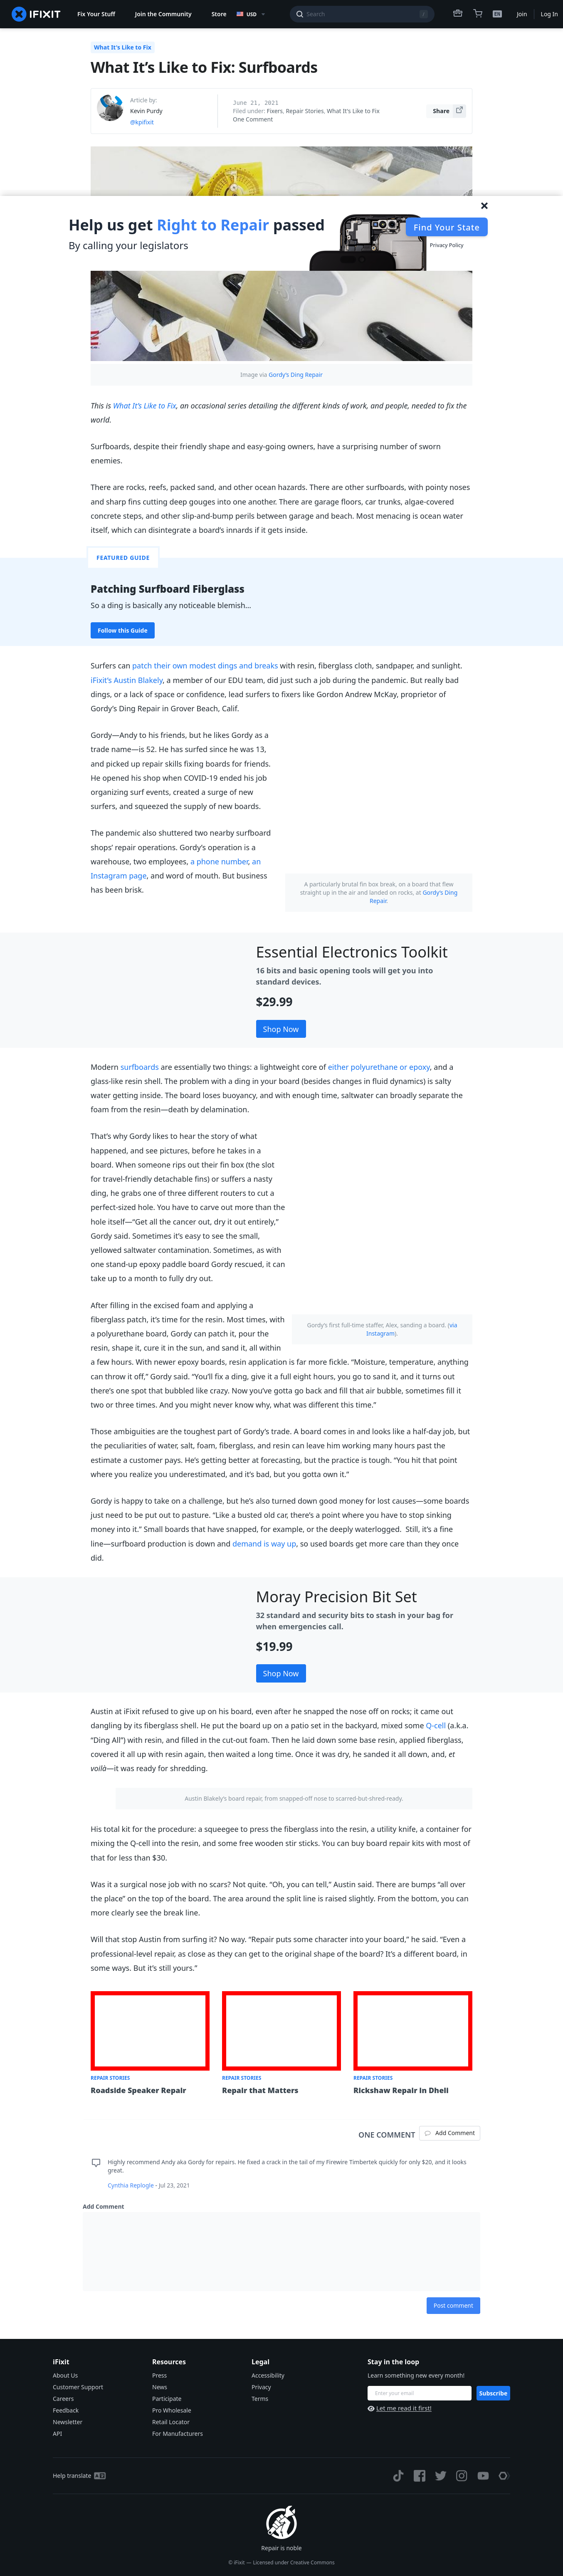 IFIXIT
Fix Your Stuff
Join the Community
Store
USD
Search
/
EN
Join
Log In
What It's Like to Fix
What It’s Like to Fix: Surfboards
Article by:
Kevin Purdy
@kpifixit
June 21, 2021
Filed under: Fixers, Repair Stories, What It's Like to Fix
One Comment
Share
Help us get Right to Repair passed
By calling your legislators
Find Your State
Privacy Policy
Image via Gordy's Ding Repair
This is What It’s Like to Fix, an occasional series detailing the different kinds of work, and people, needed to fix the
world.
Surfboards, despite their friendly shape and easy-going owners, have a surprising number of sworn
enemies.
There are rocks, reefs, packed sand, and other ocean hazards. There are other surfboards, with pointy noses
and sharp fins cutting deep gouges into one another. There are garage floors, car trunks, algae-covered
concrete steps, and other slip-and-bump perils between garage and beach. Most menacing is ocean water
itself, which can disintegrate a board’s innards if it gets inside.
FEATURED GUIDE
Patching Surfboard Fiberglass
So a ding is basically any noticeable blemish...
Follow this Guide
Surfers can patch their own modest dings and breaks with resin, fiberglass cloth, sandpaper, and sunlight.
iFixit’s Austin Blakely, a member of our EDU team, did just such a job during the pandemic. But really bad
dings, or a lack of space or confidence, lead surfers to fixers like Gordon Andrew McKay, proprietor of
Gordy’s Ding Repair in Grover Beach, Calif.
Gordy—Andy to his friends, but he likes Gordy as a
trade name—is 52. He has surfed since he was 13,
and picked up repair skills fixing boards for friends.
He opened his shop when COVID-19 ended his job
organizing surf events, created a surge of new
surfers, and squeezed the supply of new boards.
The pandemic also shuttered two nearby surfboard
shops’ repair operations. Gordy’s operation is a
warehouse, two employees, a phone number, an
Instagram page, and word of mouth. But business
has been brisk.
A particularly brutal fin box break, on a board that flew
straight up in the air and landed on rocks, at Gordy’s Ding
Repair.
Essential Electronics Toolkit
16 bits and basic opening tools will get you into
standard devices.
$29.99
Shop Now
Modern surfboards are essentially two things: a lightweight core of either polyurethane or epoxy, and a
glass-like resin shell. The problem with a ding in your board (besides changes in fluid dynamics) is salty
water getting inside. The board loses buoyancy, and with enough time, saltwater can broadly separate the
foam from the resin—death by delamination.
That’s why Gordy likes to hear the story of what
happened, and see pictures, before he takes in a
board. When someone rips out their fin box (the slot
for travel-friendly detachable fins) or suffers a nasty
ding, he grabs one of three different routers to cut a
perfect-sized hole. You have to carve out more than the
hole itself—“Get all the cancer out, dry it out entirely,”
Gordy said. Sometimes it’s easy to see the small,
yellowed saltwater contamination. Sometimes, as with
one stand-up epoxy paddle board Gordy rescued, it can
take up to a month to fully dry out.
Gordy’s first full-time staffer, Alex, sanding a board. (via
Instagram).
After filling in the excised foam and applying a
fiberglass patch, it’s time for the resin. Most times, with
a polyurethane board, Gordy can patch it, pour the
resin, shape it, cure it in the sun, and sand it, all within
a few hours. With newer epoxy boards, resin application is far more fickle. “Moisture, temperature, anything
can throw it off,” Gordy said. “You’ll fix a ding, give it a full eight hours, you go to sand it, and it turns out
there’s one spot that bubbled like crazy. Now you’ve gotta go back and fill that air bubble, sometimes fill it
two or three times. And you might never know why, what was different this time.”
Those ambiguities are the toughest part of Gordy’s trade. A board comes in and looks like a half-day job, but
the peculiarities of water, salt, foam, fiberglass, and resin can leave him working many hours past the
estimate a customer pays. He’s getting better at forecasting, but the practice is tough. “You hit that point
where you realize you underestimated, and it’s bad, but you gotta own it.”
Gordy is happy to take on a challenge, but he’s also turned down good money for lost causes—some boards
just need to be put out to pasture. “Like a busted old car, there’s a point where you have to stop sinking
money into it.” Small boards that have snapped, for example, or the deeply waterlogged.  Still, it’s a fine
line—surfboard production is down and demand is way up, so used boards get more care than they once
did.
Moray Precision Bit Set
32 standard and security bits to stash in your bag for
when emergencies call.
$19.99
Shop Now
Austin at iFixit refused to give up on his board, even after he snapped the nose off on rocks; it came out
dangling by its fiberglass shell. He put the board up on a patio set in the backyard, mixed some Q-cell (a.k.a.
“Ding All”) with resin, and filled in the cut-out foam. Then he laid down some base resin, applied fiberglass,
covered it all up with resin again, then waited a long time. Once it was dry, he sanded it all down, and, et
voilà—it was ready for shredding.
Austin Blakely’s board repair, from snapped-off nose to scarred-but-shred-ready.
His total kit for the procedure: a squeegee to press the fiberglass into the resin, a utility knife, a container for
mixing the Q-cell into the resin, and some free wooden stir sticks. You can buy board repair kits with most of
that for less than $30.
Was it a surgical nose job with no scars? Not quite. “Oh, you can tell,” Austin said. There are bumps “all over
the place” on the top of the board. The area around the split line is raised slightly. From the bottom, you can
more clearly see the break line.
Will that stop Austin from surfing it? No way. “Repair puts some character into your board,” he said. “Even a
professional-level repair, as close as they can get to the original shape of the board? It’s a different board, in
some ways. But it’s still yours.”
REPAIR STORIES
Roadside Speaker Repair
REPAIR STORIES
Repair that Matters
REPAIR STORIES
Rickshaw Repair in Dheli
ONE COMMENT
Add Comment
Highly recommend Andy aka Gordy for repairs. He fixed a crack in the tail of my Firewire Timbertek quickly for only $20, and it looks
great.
Cynthia Replogle - Jul 23, 2021
Add Comment
Post comment
iFixit
About Us
Customer Support
Careers
Feedback
Newsletter
API
Resources
Press
News
Participate
Pro Wholesale
Retail Locator
For Manufacturers
Legal
Accessibility
Privacy
Terms
Stay in the loop
Learn something new every month!
Enter your email
Subscribe
Let me read it first!
Help translate
Repair is noble
© iFixit — Licensed under Creative Commons